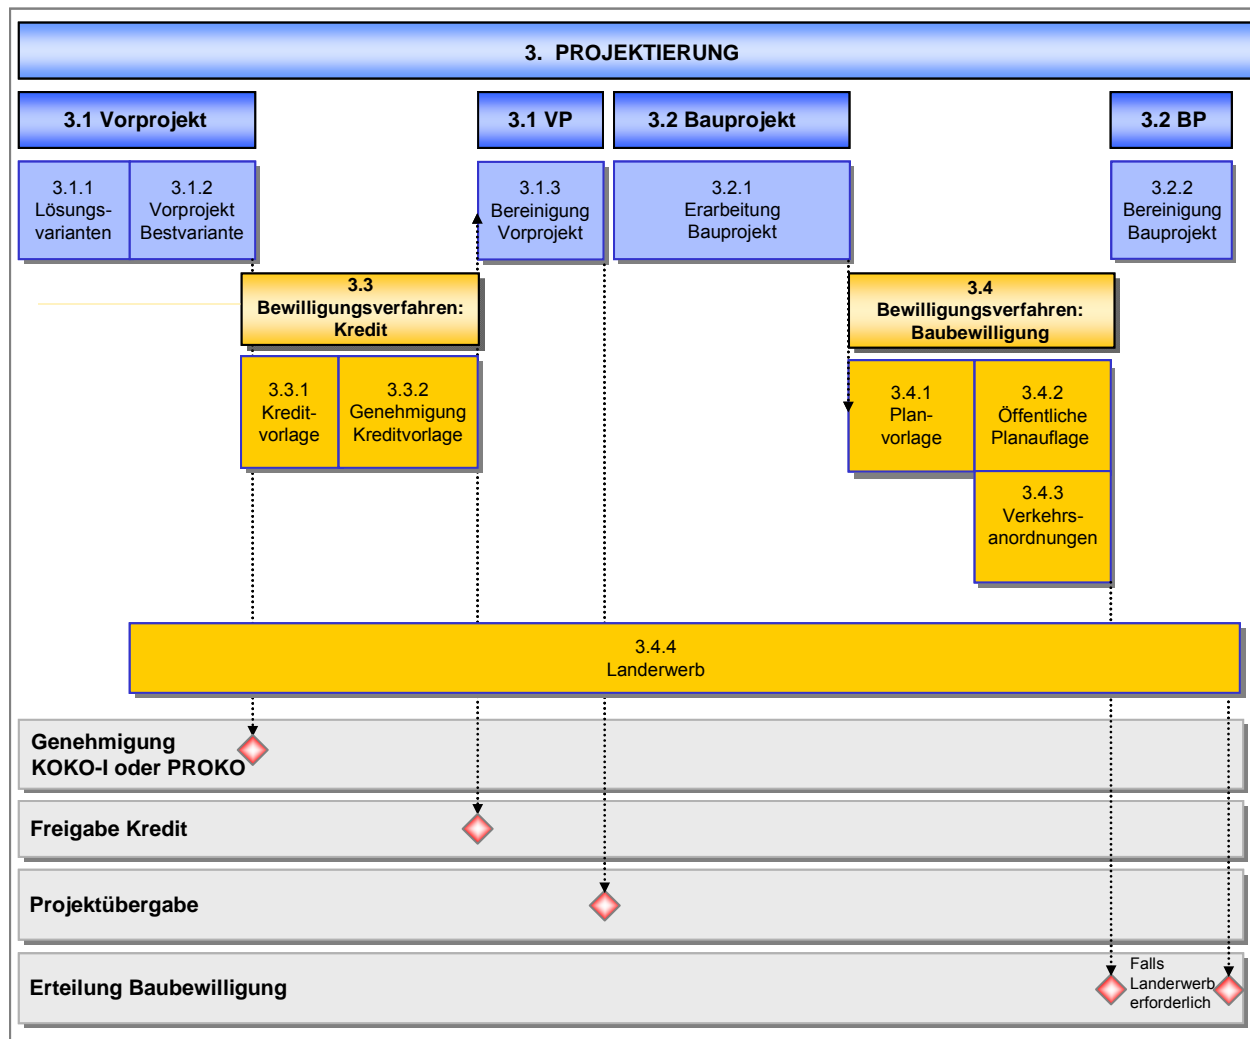 3. PROJEKTIERUNG
3.1 Vorprojekt
3.1 VP
3.2 Bauprojekt
3.2 BP
3.1.1
Lösungs-
varianten
3.1.2
Vorprojekt
Bestvariante
3.1.3
Bereinigung
Vorprojekt
3.2.1
Erarbeitung
Bauprojekt
3.2.2
Bereinigung
Bauprojekt
3.3
Bewilligungsverfahren:
Kredit
3.4
Bewilligungsverfahren:
Baubewilligung
3.3.1
Kredit-
vorlage
3.3.2
Genehmigung
Kreditvorlage
3.4.1
Plan-
vorlage
3.4.2
Öffentliche
Planauflage
3.4.3
Verkehrs-
anordnungen
3.4.4
Landerwerb
Genehmigung
KOKO-I oder PROKO
Freigabe Kredit
Projektübergabe
Erteilung Baubewilligung
Falls
Landerwerb
erforderlich